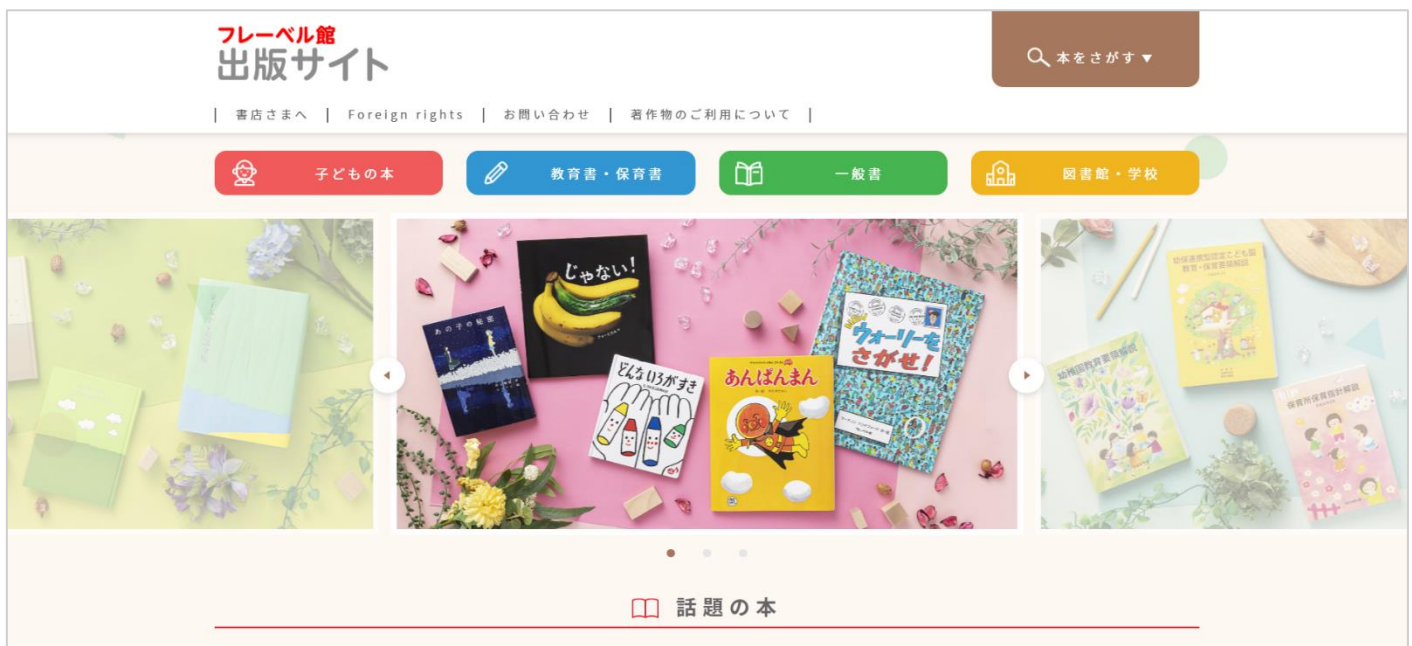 フレーベル館
出版サイト
本をさがす▼
| 書店さまへ | Foreign rights | お問い合わせ | 著作物のご利用について |
子どもの本
教育書・保育書
一般書
図書館・学校
あの子の秘密
じゃない!
どんないろがすき
あんぱんまん
ウォーリーを
さがせ!
幼保連携型認定こども園
教育・保育要領解説
幼稚園教育要領解説
保育所保育指針解説
話題の本